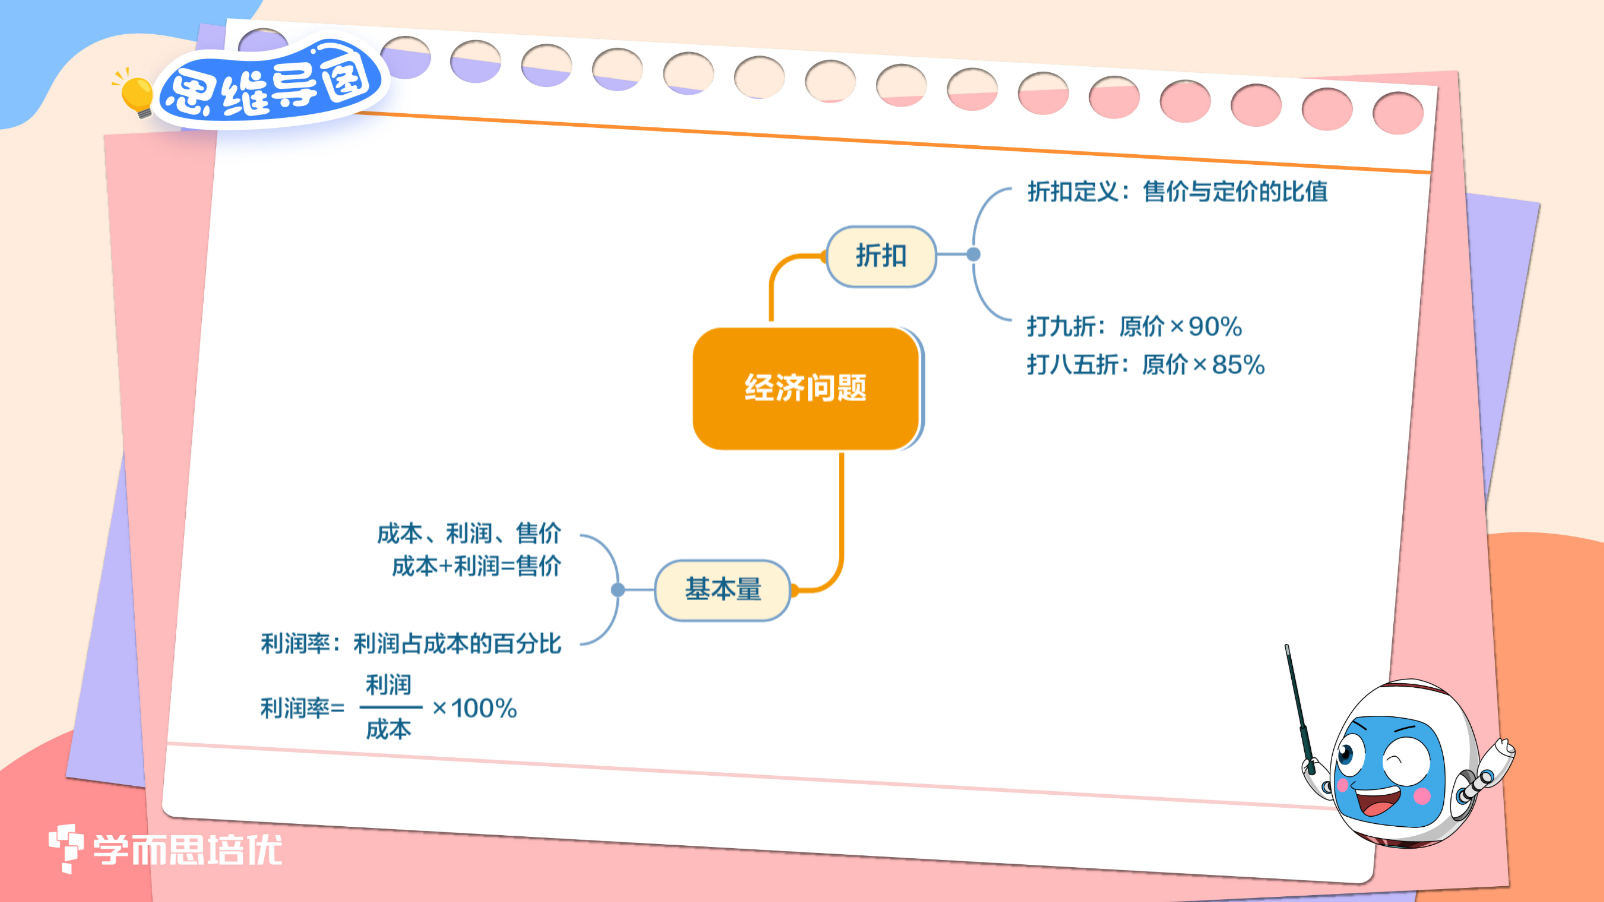 思维导图
折扣定义：售价与定价的比值
折扣
打九折：原价×90%
打八五折：原价×85%
经济问题
成本、利润、售价
成本+利润=售价
基本量
利润率：利润占成本的百分比
利润率=利润/成本×100%
学而思培优